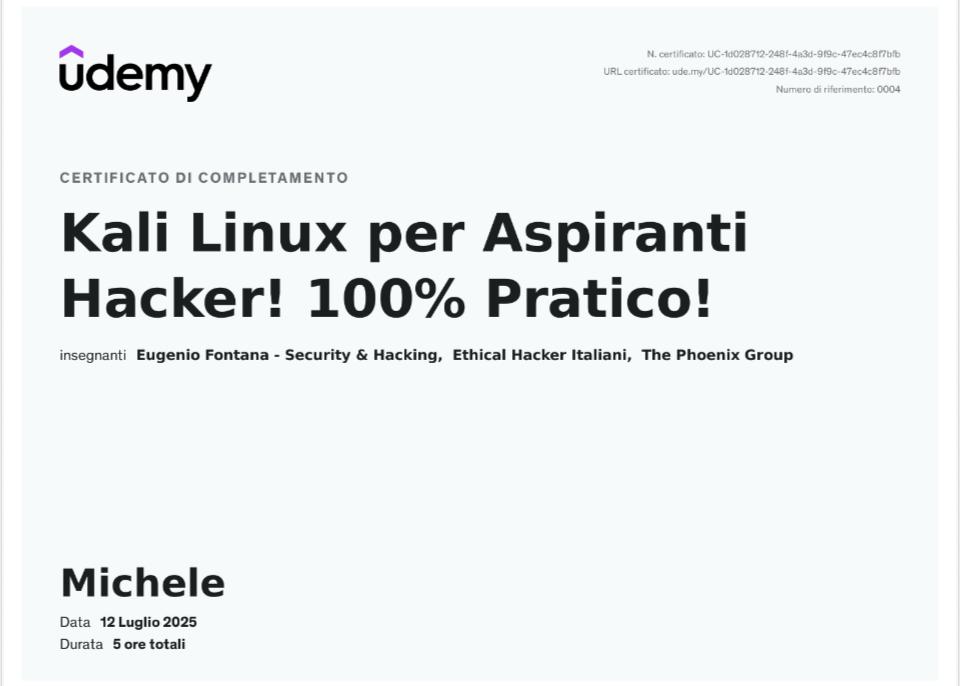 udemy
N. certificato: UC-1d028712-248f-4a3d-9f9c-47ec4c8f7bfb
URL certificato: ude.my/UC-1d028712-248f-4a3d-9f9c-47ec4c8f7bfb
Numero di riferimento: 0004
CERTIFICATO DI COMPLETAMENTO
Kali Linux per Aspiranti
Hacker! 100% Pratico!
insegnanti Eugenio Fontana - Security & Hacking, Ethical Hacker Italiani, The Phoenix Group
Michele
Data 12 Luglio 2025
Durata 5 ore totali